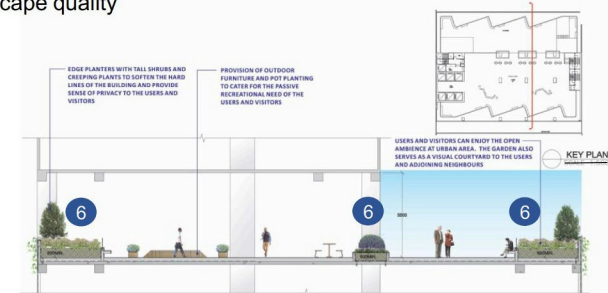 cape quality
EDGE PLANTERS WITH TALL SHRUBS AND
CREEPING PLANTS TO SOFTEN THE HARD
LINES OF THE BUILDING AND PROVIDE
SENSE OF PRIVACY TO THE USERS AND
VISITORS
PROVISION OF OUTDOOR
FURNITURE AND POT PLANTING
TO CATER FOR THE PASSIVE
RECREATIONAL NEED OF THE
USERS AND VISITORS
USERS AND VISITORS CAN ENJOY THE OPEN
AMBIENCE AT URBAN AREA. THE GARDEN ALSO
SERVES AS A VISUAL COURTYARD TO THE USERS
AND ADJOINING NEIGHBOURS
KEY PLAN
6
6
6